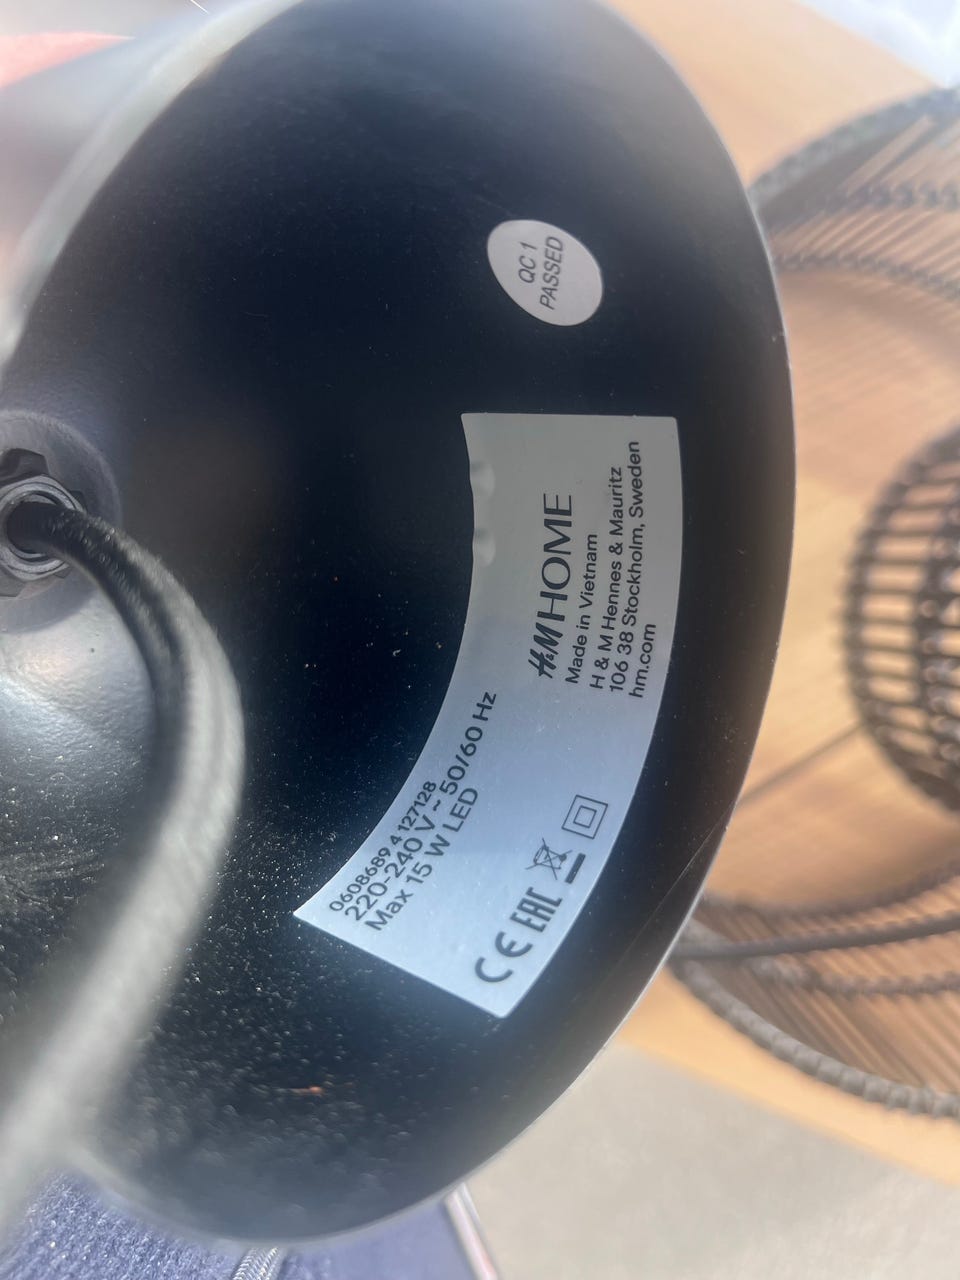 QC 1
PASSED
H&M HOME
Made in Vietnam
H & M Hennes & Mauritz
106 38 Stockholm, Sweden
hm.com
0608689 4 127128
220-240 V ~ 50/60 Hz
Max 15 W LED
CE EAC